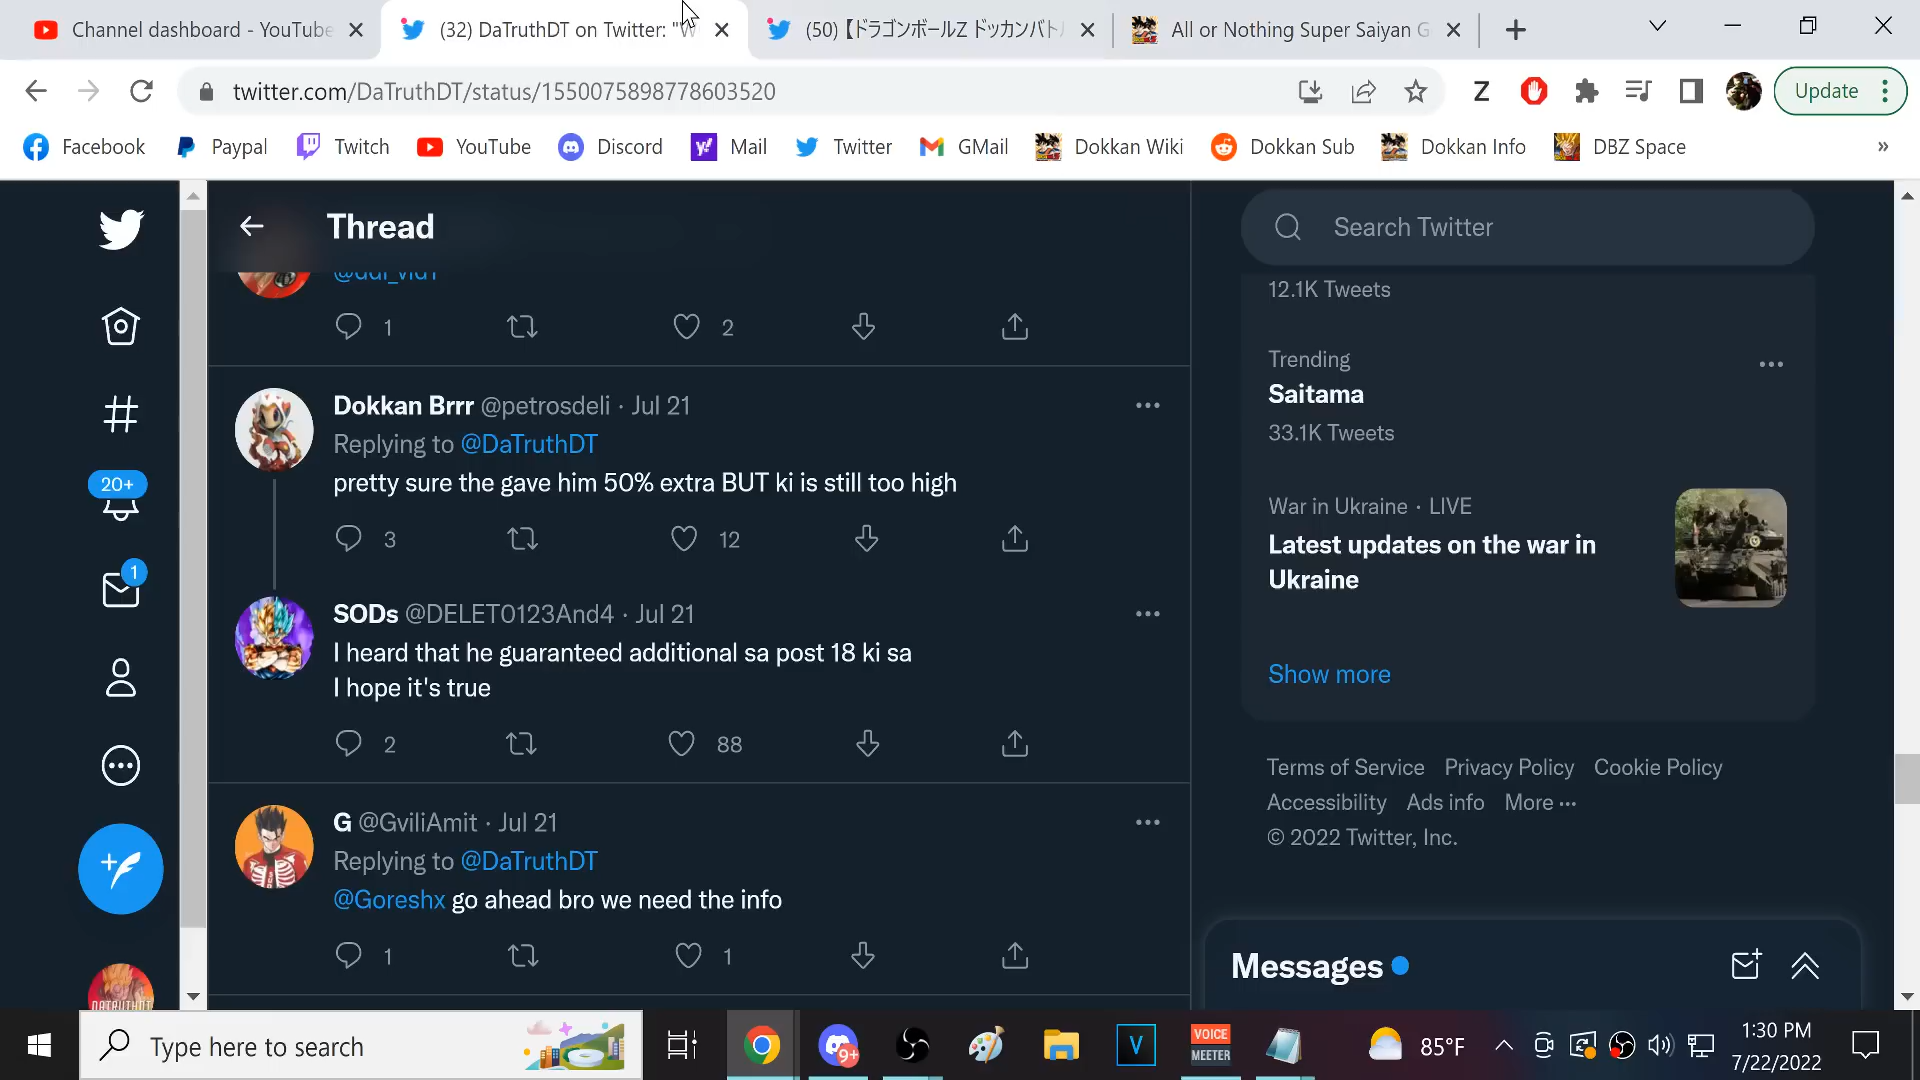 Channel dashboard - YouTube
(32) DaTruthDT on Twitter: "W
(50)【ドラゴンボールZ ドッカンバトル
All or Nothing Super Saiyan G
twitter.com/DaTruthDT/status/1550075898778603520
Z
Update
Facebook
Paypal
Twitch
YouTube
Discord
Mail
Twitter
GMail
Dokkan Wiki
Dokkan Sub
Dokkan Info
DBZ Space
»
Thread
1
2
Dokkan Brrr @petrosdeli · Jul 21
Replying to @DaTruthDT
pretty sure the gave him 50% extra BUT ki is still too high
3
12
SODs @DELET0123And4 · Jul 21
I heard that he guaranteed additional sa post 18 ki sa
I hope it's true
2
88
G @GviliAmit · Jul 21
Replying to @DaTruthDT
@Goreshx go ahead bro we need the info
1
1
20+
1
DATRUTHDT
Search Twitter
12.1K Tweets
Trending
Saitama
33.1K Tweets
War in Ukraine · LIVE
Latest updates on the war in
Ukraine
Show more
Terms of Service Privacy Policy Cookie Policy
Accessibility Ads info More ···
© 2022 Twitter, Inc.
Messages
Type here to search
9+
V
VOICE
MEETER
85°F
1:30 PM
7/22/2022